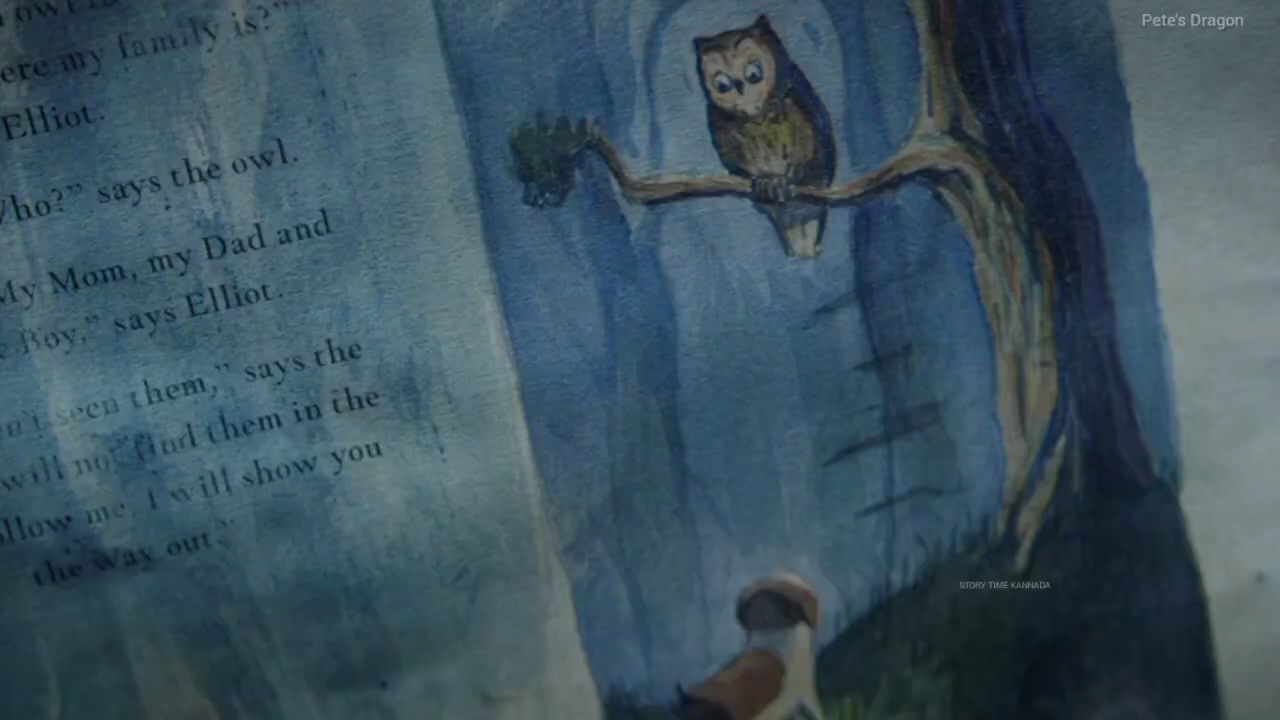 Pete's Dragon
owl
ere my family is?"
Elliot.
Who?" says the owl.
My Mom, my Dad and
Boy," says Elliot.
n't seen them," says the
will not find them in the
ollow me. I will show you
the way out."
STORY TIME KANNADA